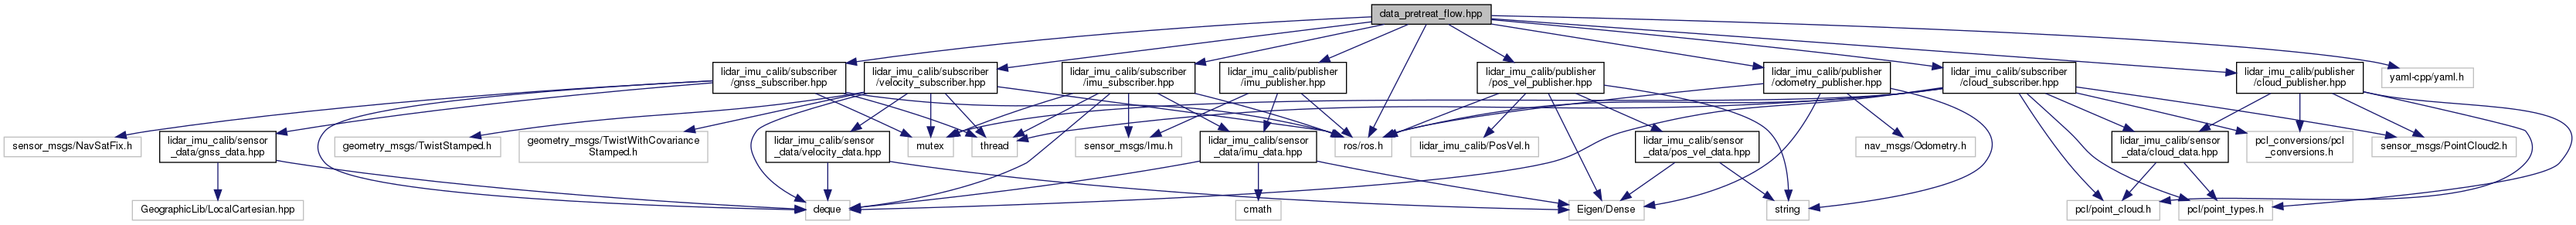 data_pretreat_flow.hpp
lidar_imu_calib/subscriber
/gnss_subscriber.hpp
lidar_imu_calib/subscriber
/velocity_subscriber.hpp
lidar_imu_calib/subscriber
/imu_subscriber.hpp
lidar_imu_calib/publisher
/imu_publisher.hpp
lidar_imu_calib/publisher
/pos_vel_publisher.hpp
lidar_imu_calib/publisher
/odometry_publisher.hpp
lidar_imu_calib/subscriber
/cloud_subscriber.hpp
lidar_imu_calib/publisher
/cloud_publisher.hpp
yaml-cpp/yaml.h
sensor_msgs/NavSatFix.h
lidar_imu_calib/sensor
_data/gnss_data.hpp
geometry_msgs/TwistStamped.h
geometry_msgs/TwistWithCovariance
Stamped.h
lidar_imu_calib/sensor
_data/velocity_data.hpp
mutex
thread
sensor_msgs/Imu.h
lidar_imu_calib/sensor
_data/imu_data.hpp
ros/ros.h
lidar_imu_calib/PosVel.h
lidar_imu_calib/sensor
_data/pos_vel_data.hpp
nav_msgs/Odometry.h
lidar_imu_calib/sensor
_data/cloud_data.hpp
pcl_conversions/pcl
_conversions.h
sensor_msgs/PointCloud2.h
GeographicLib/LocalCartesian.hpp
deque
cmath
Eigen/Dense
string
pcl/point_cloud.h
pcl/point_types.h